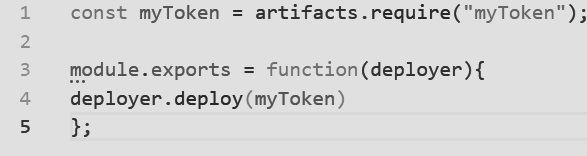 1 const myToken = artifacts.require("myToken");
2
3 module.exports = function(deployer){
4 deployer.deploy(myToken)
5 };